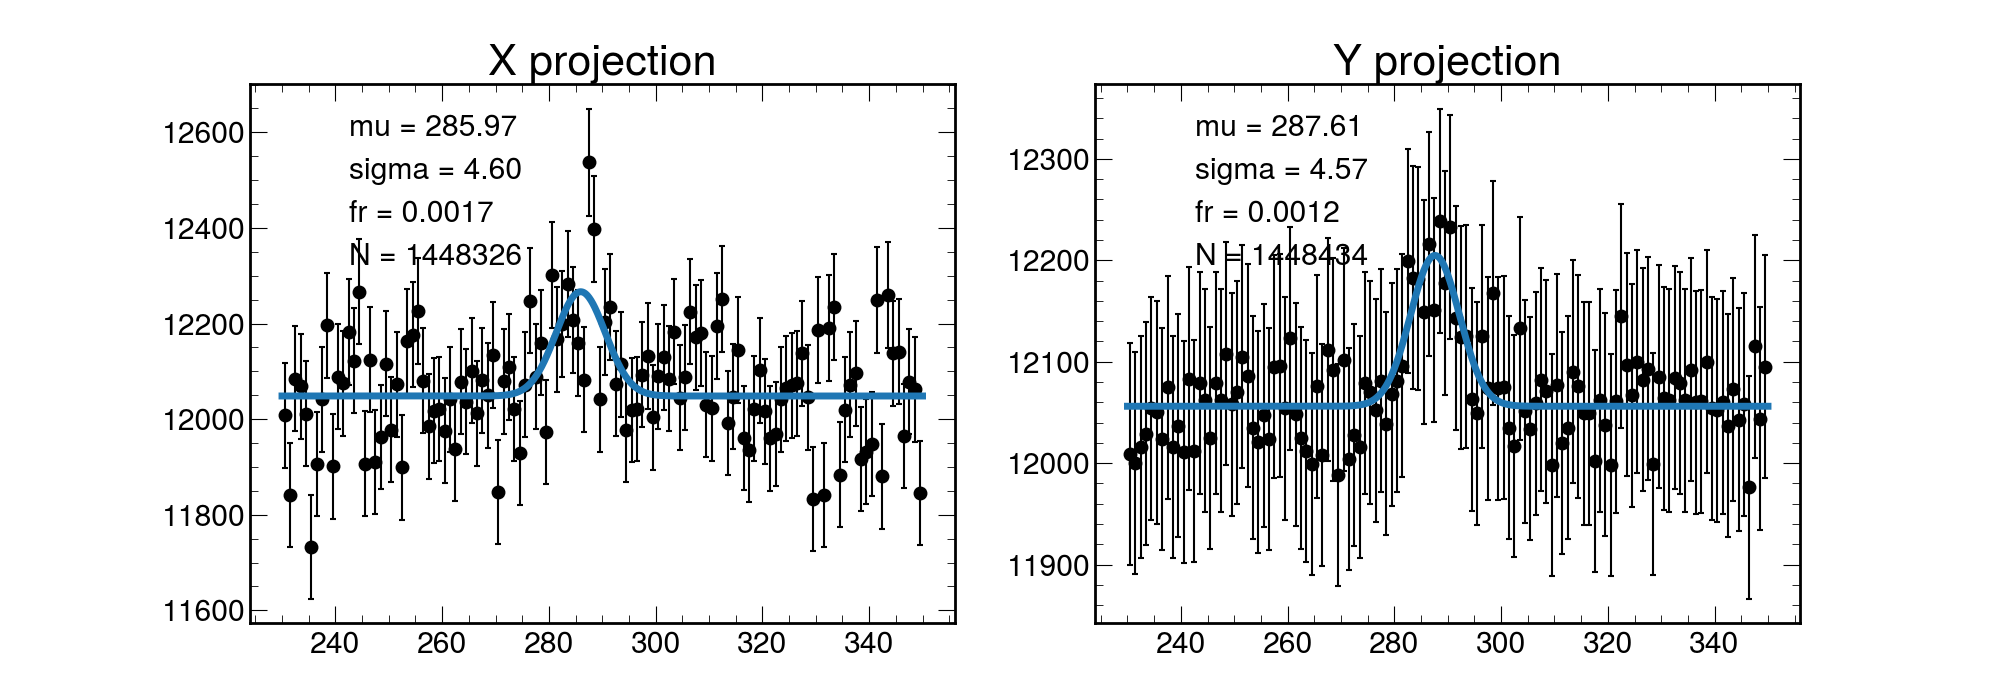 X projection
mu = 285.97
sigma = 4.60
fr = 0.0017
N = 1448326
12600
12400
12200
12000
11800
11600
240 260 280 300 320 340
Y projection
mu = 287.61
sigma = 4.57
fr = 0.0012
N = 1448434
12300
12200
12100
12000
11900
240 260 280 300 320 340